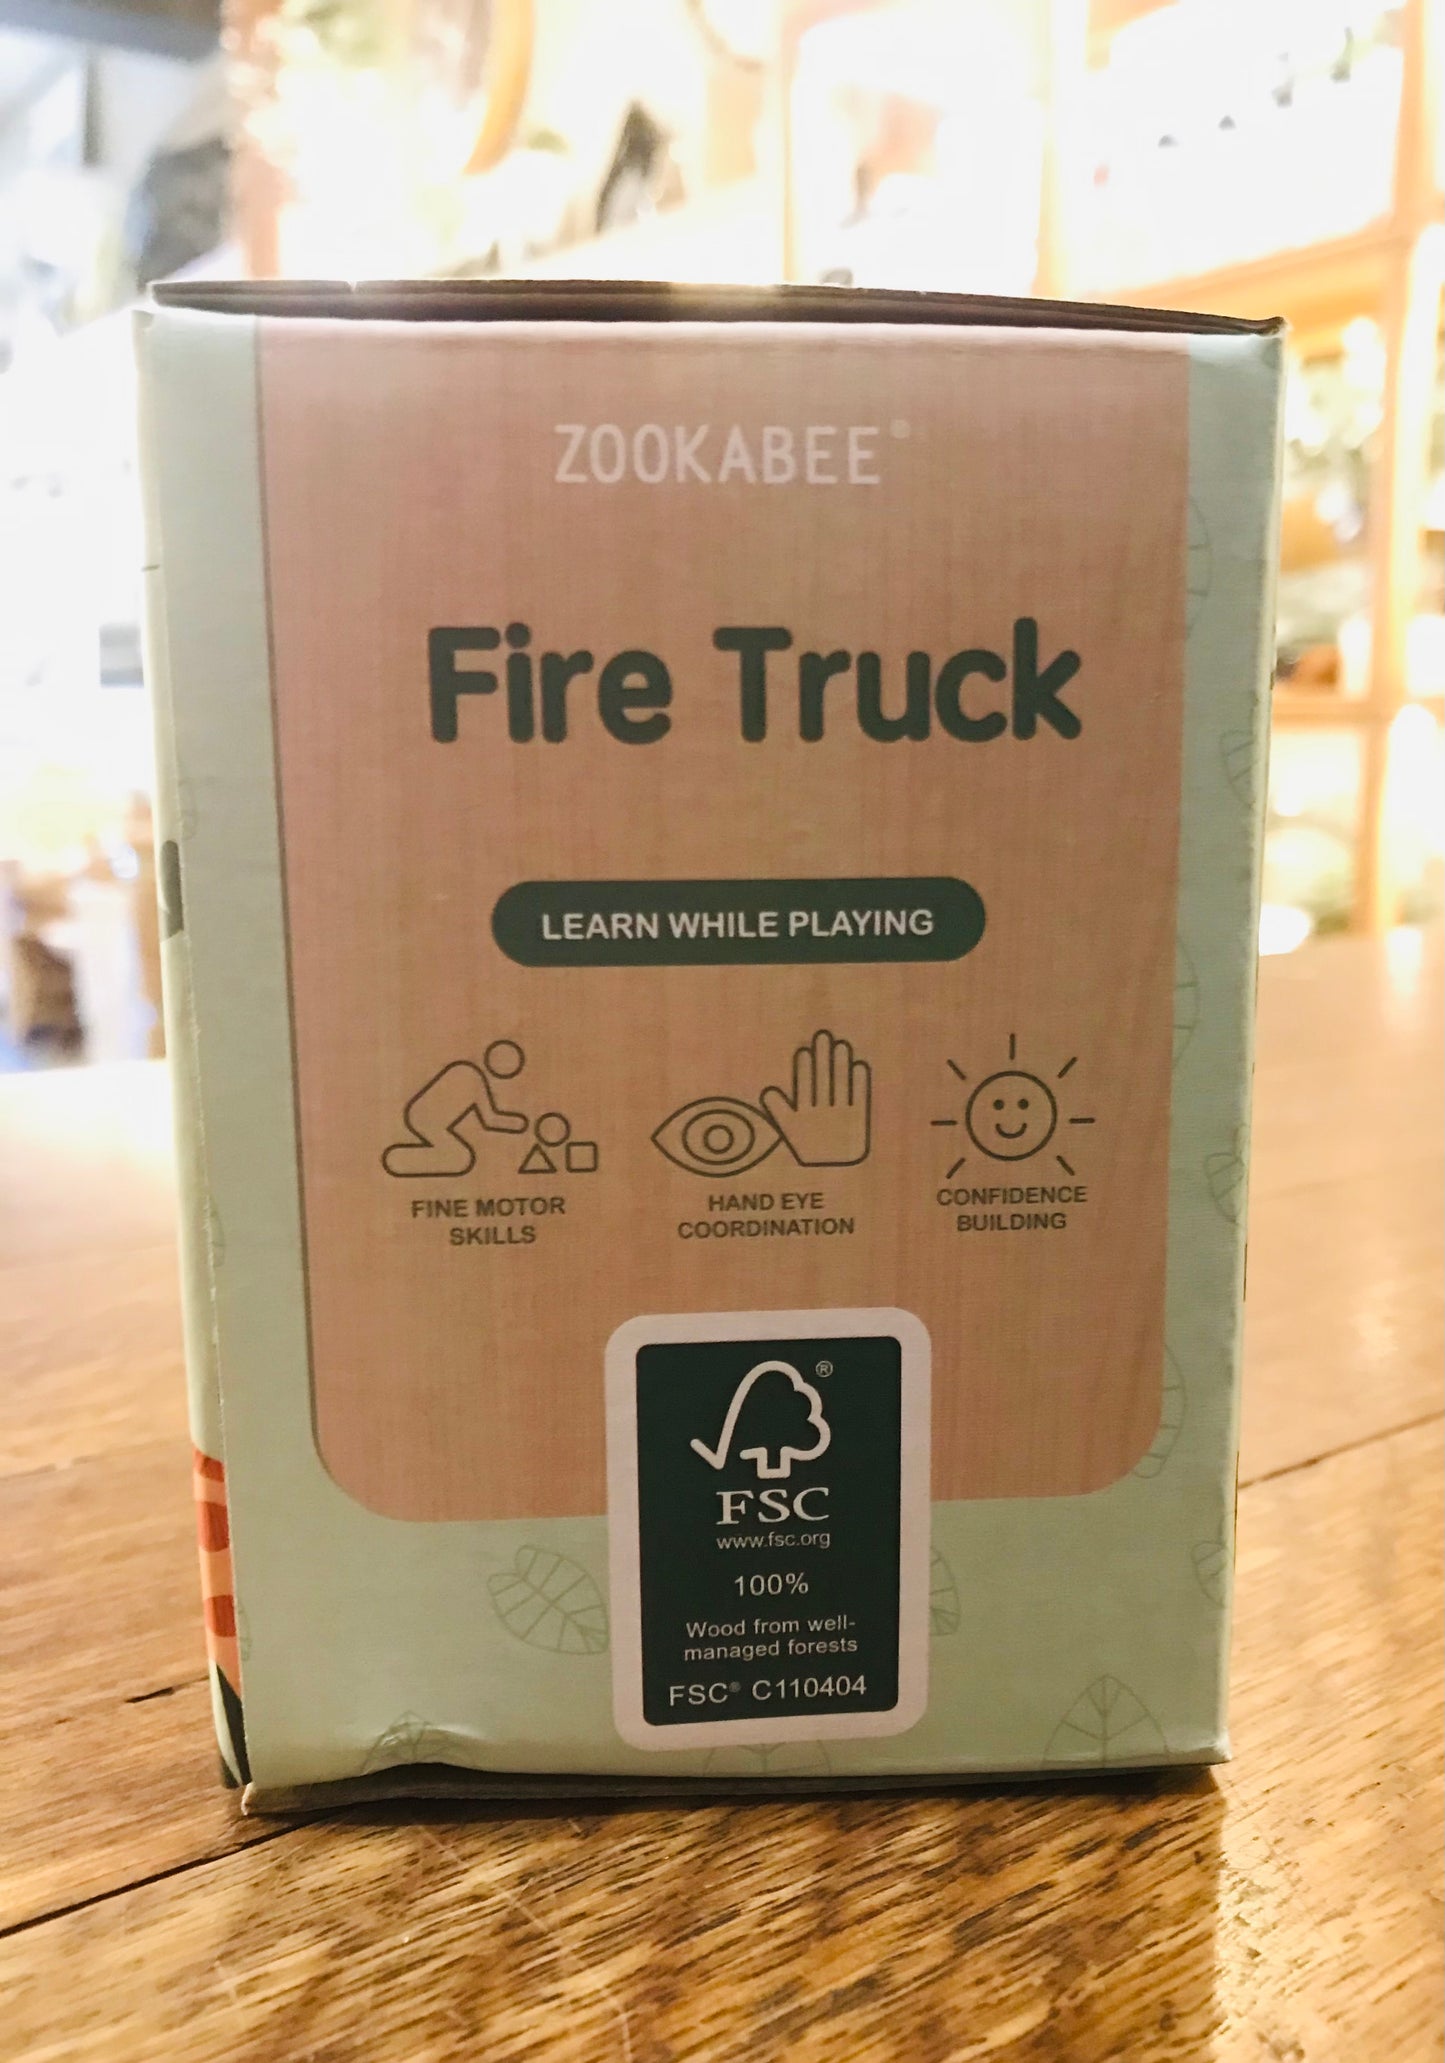 ZOOKABEE®
Fire Truck
LEARN WHILE PLAYING
FINE MOTOR
SKILLS
HAND EYE
COORDINATION
CONFIDENCE
BUILDING
®
FSC
www.fsc.org
100%
Wood from well-
managed forests
FSC® C110404